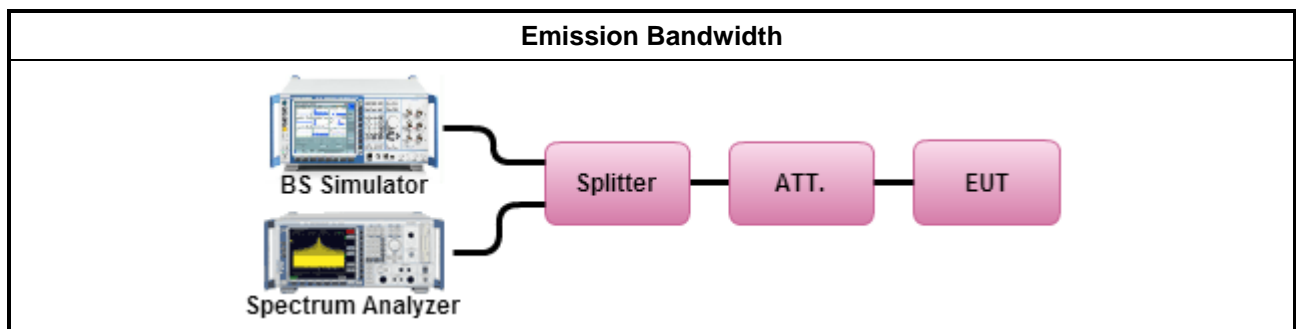 Emission Bandwidth
BS Simulator
Splitter
ATT.
EUT
Spectrum Analyzer